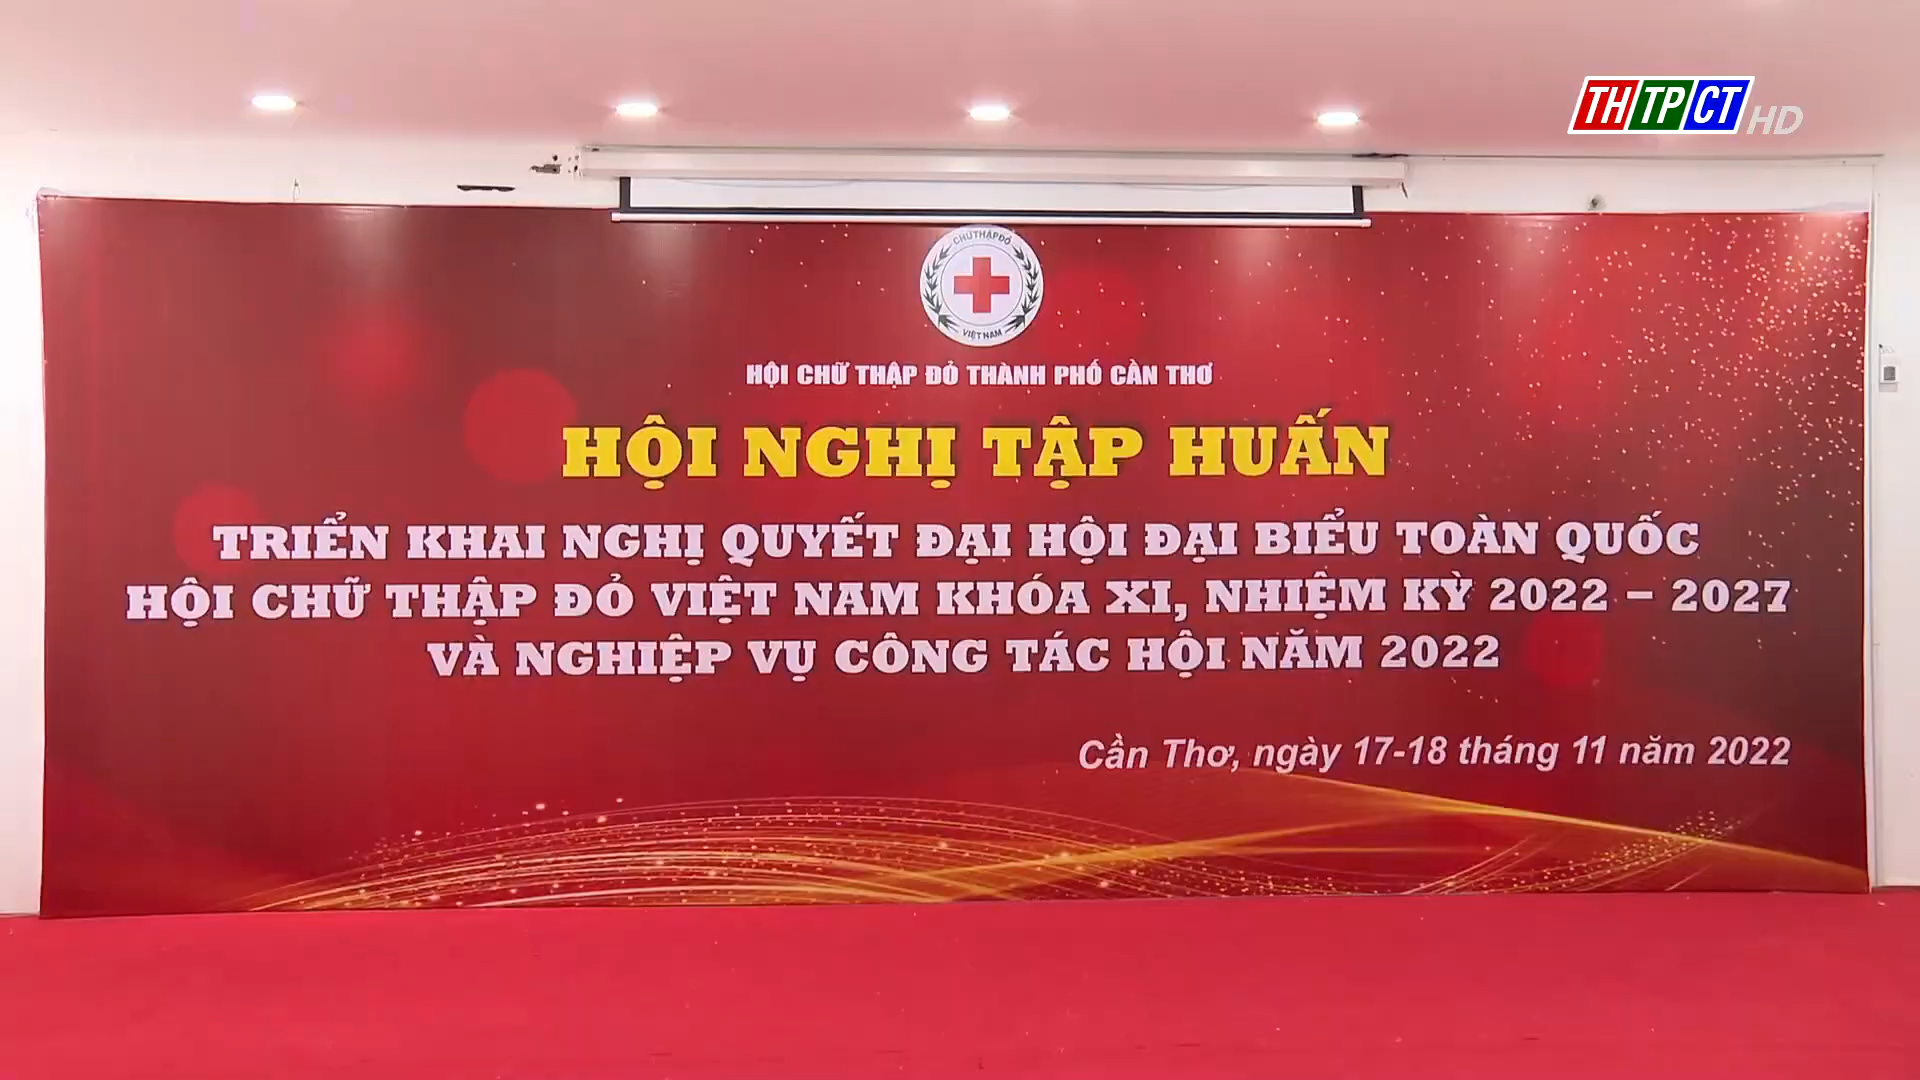 THTPCT HD
CHỮ THẬP ĐỎ
VIỆT NAM
HỘI CHỮ THẬP ĐỎ THÀNH PHỐ CẦN THƠ
HỘI NGHỊ TẬP HUẤN
TRIỂN KHAI NGHỊ QUYẾT ĐẠI HỘI ĐẠI BIỂU TOÀN QUỐC
HỘI CHỮ THẬP ĐỎ VIỆT NAM KHÓA XI, NHIỆM KỲ 2022 – 2027
VÀ NGHIỆP VỤ CÔNG TÁC HỘI NĂM 2022
Cần Thơ, ngày 17-18 tháng 11 năm 2022